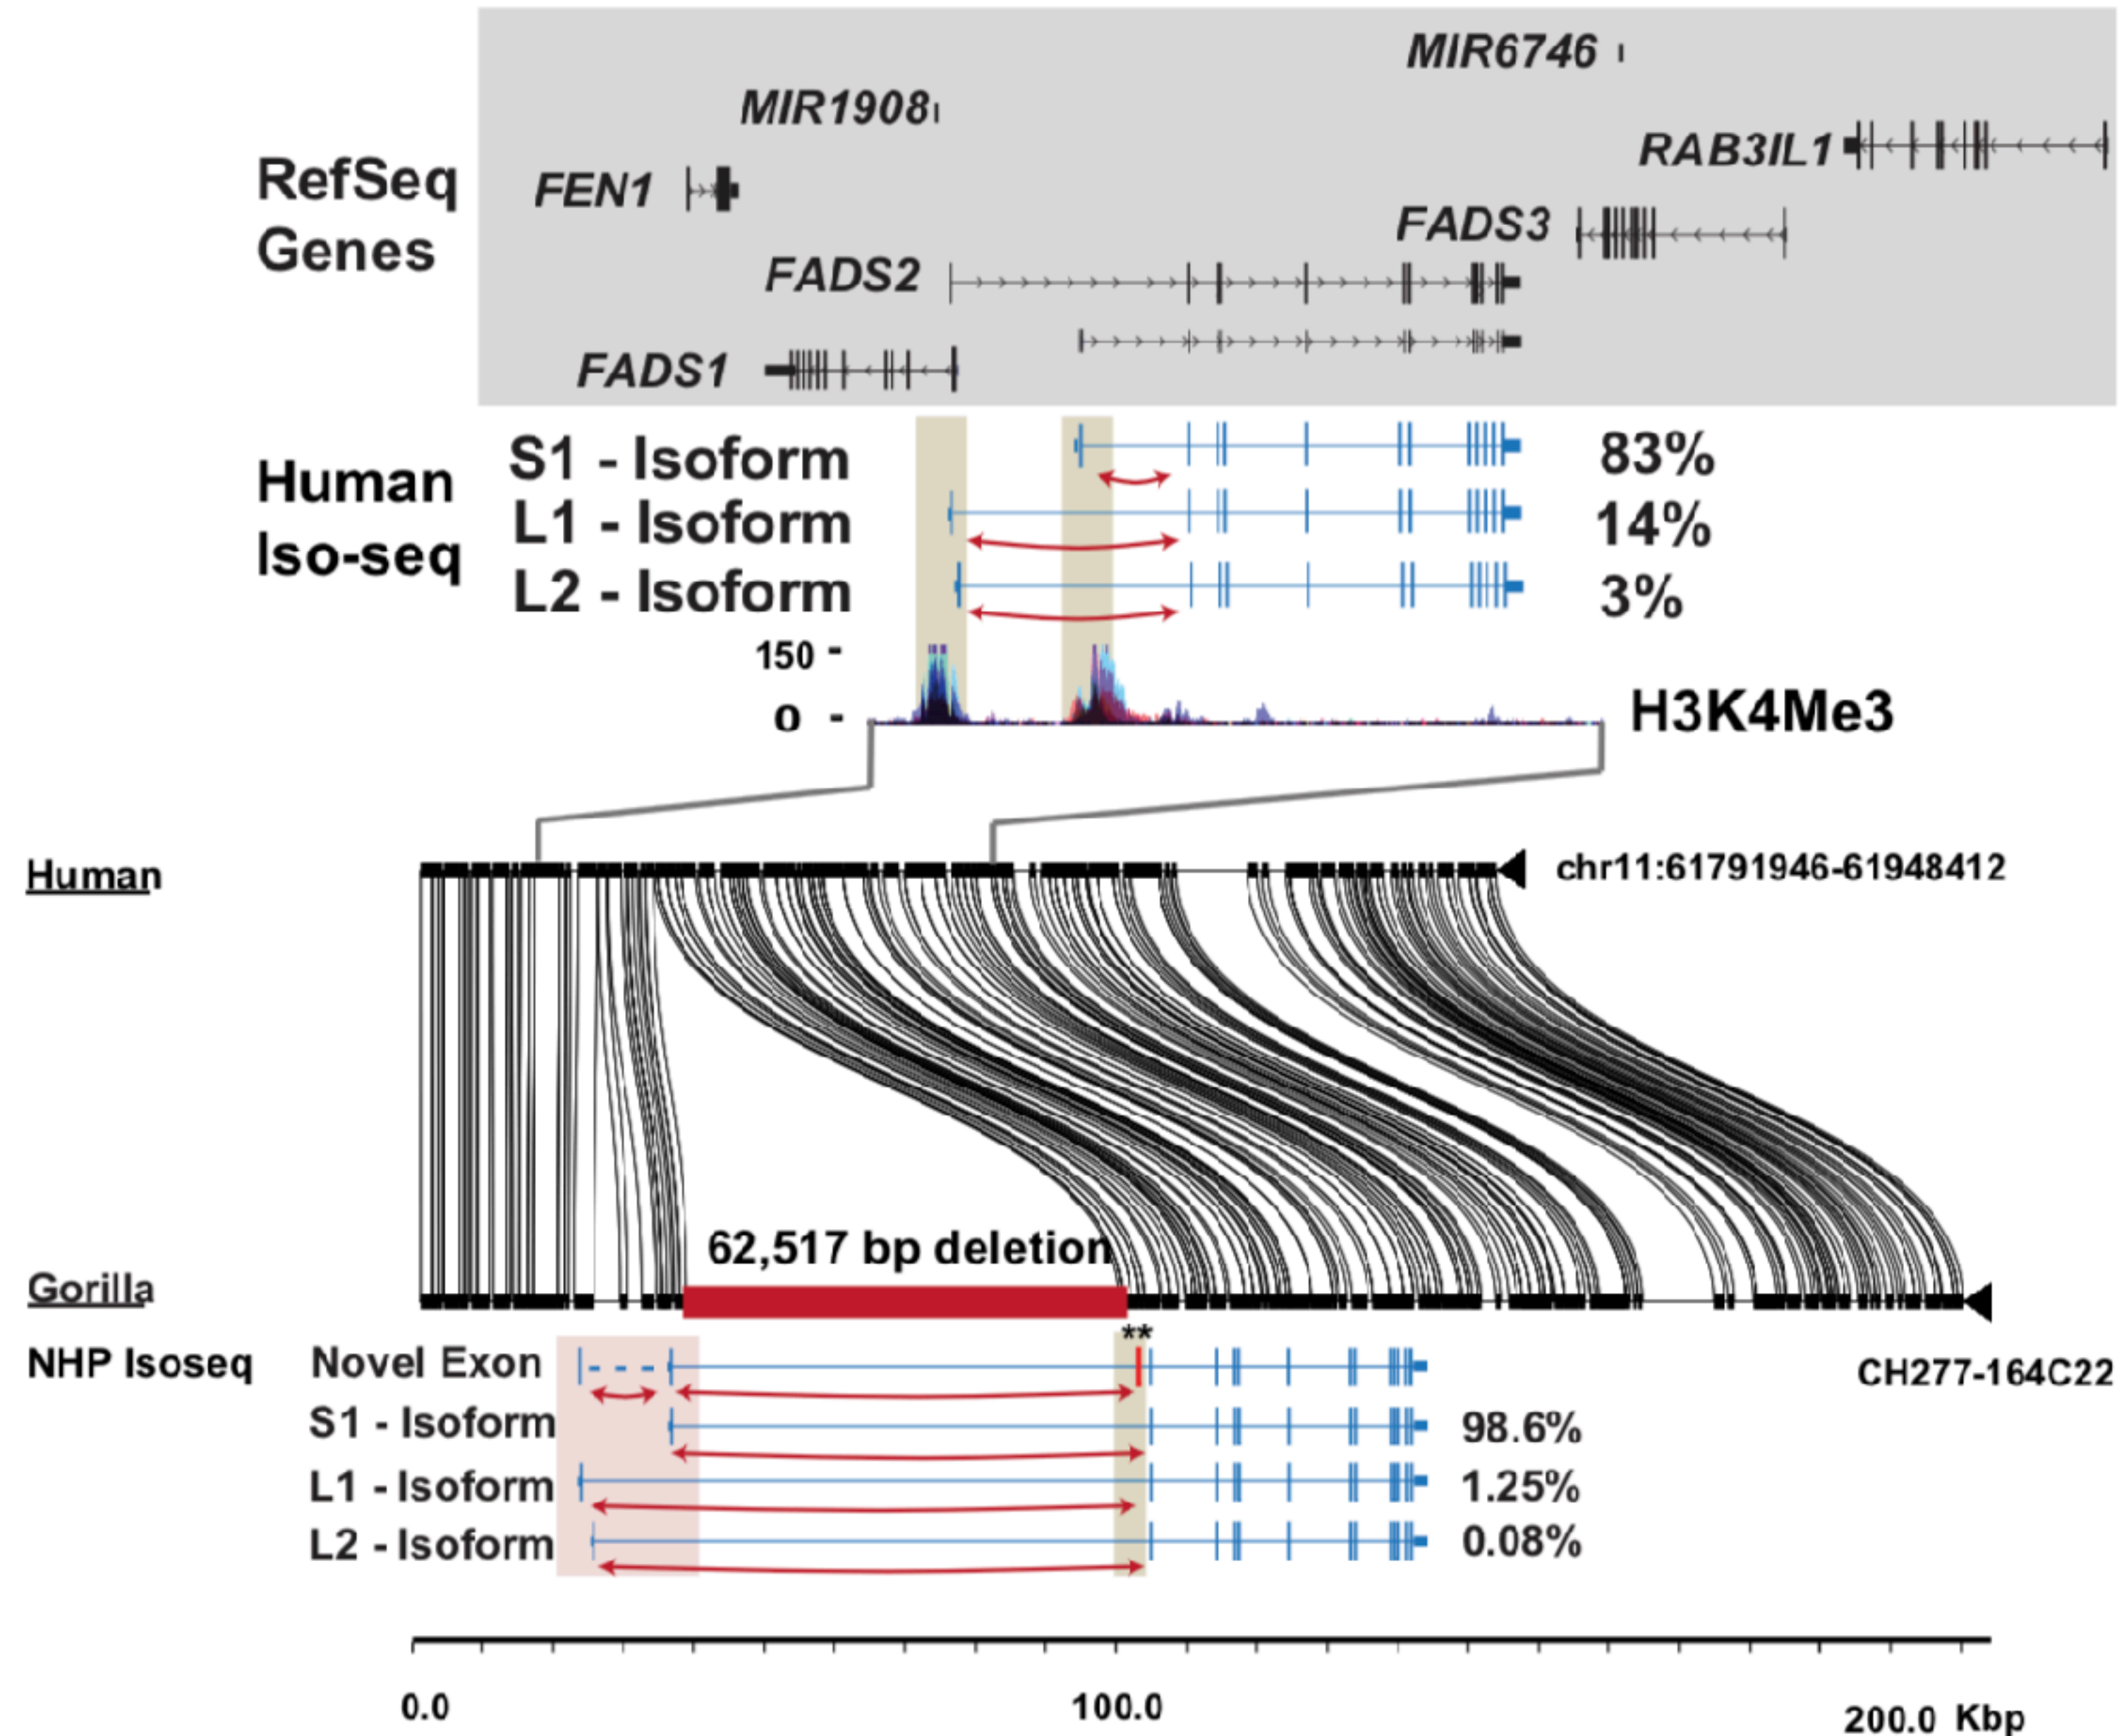 MIR6746
MIR1908
RAB3IL1
RefSeq
Genes
FEN1
FADS3
FADS2
FADS1
Human
Iso-seq
S1 - Isoform 83%
L1 - Isoform 14%
L2 - Isoform 3%
150 -
0 -
H3K4Me3
Human
chr11:61791946-61948412
62,517 bp deletion
Gorilla
**
NHP Isoseq
Novel Exon
CH277-164C22
S1 - Isoform 98.6%
L1 - Isoform 1.25%
L2 - Isoform 0.08%
0.0 100.0 200.0 Kbp